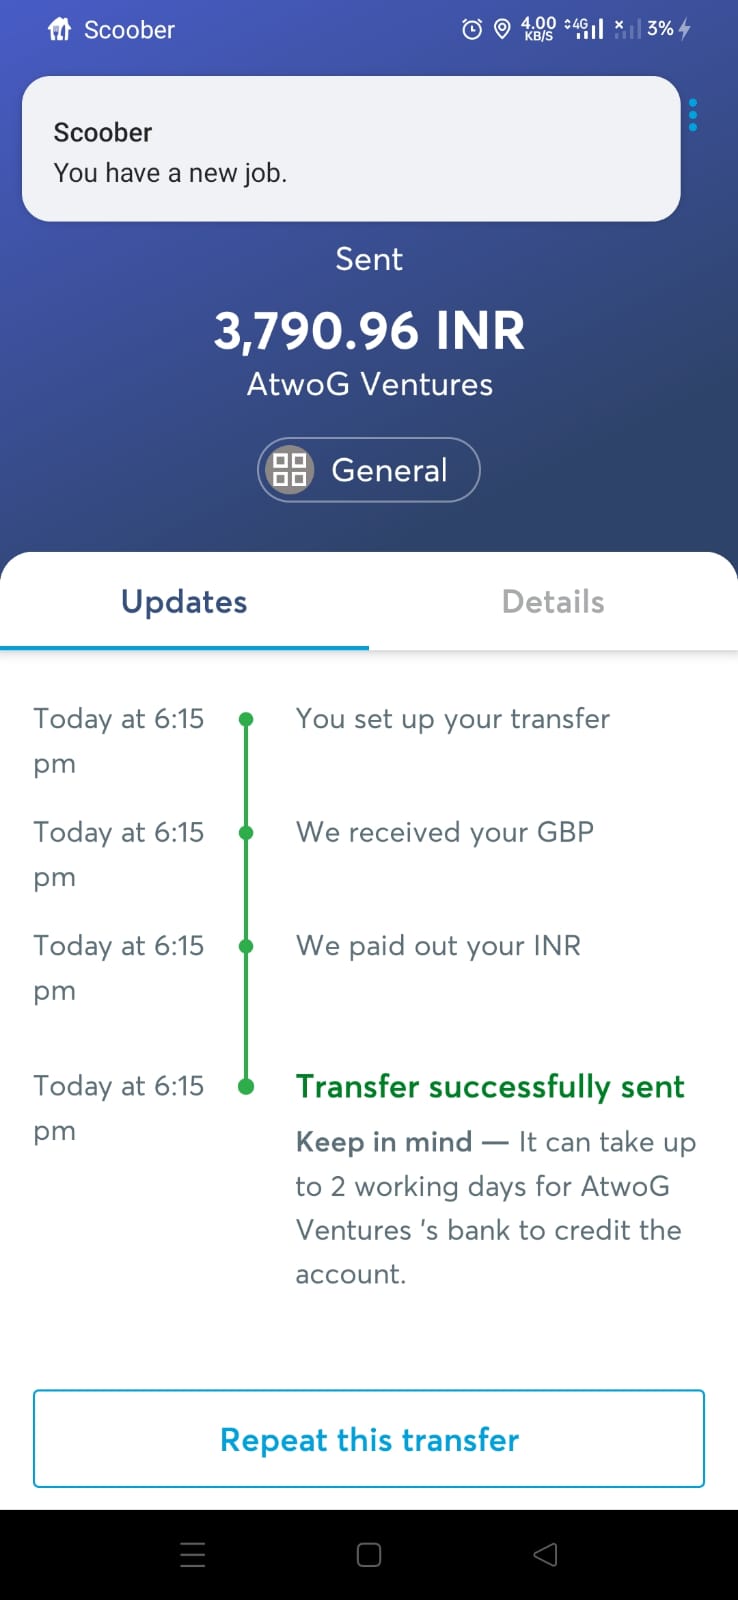 Scoober
4.00 KB/S 4G 3%
Scoober
You have a new job.
Sent
3,790.96 INR
AtwoG Ventures
General
Updates Details
Today at 6:15 pm
You set up your transfer
Today at 6:15 pm
We received your GBP
Today at 6:15 pm
We paid out your INR
Today at 6:15 pm
Transfer successfully sent
Keep in mind — It can take up
to 2 working days for AtwoG
Ventures 's bank to credit the
account.
Repeat this transfer